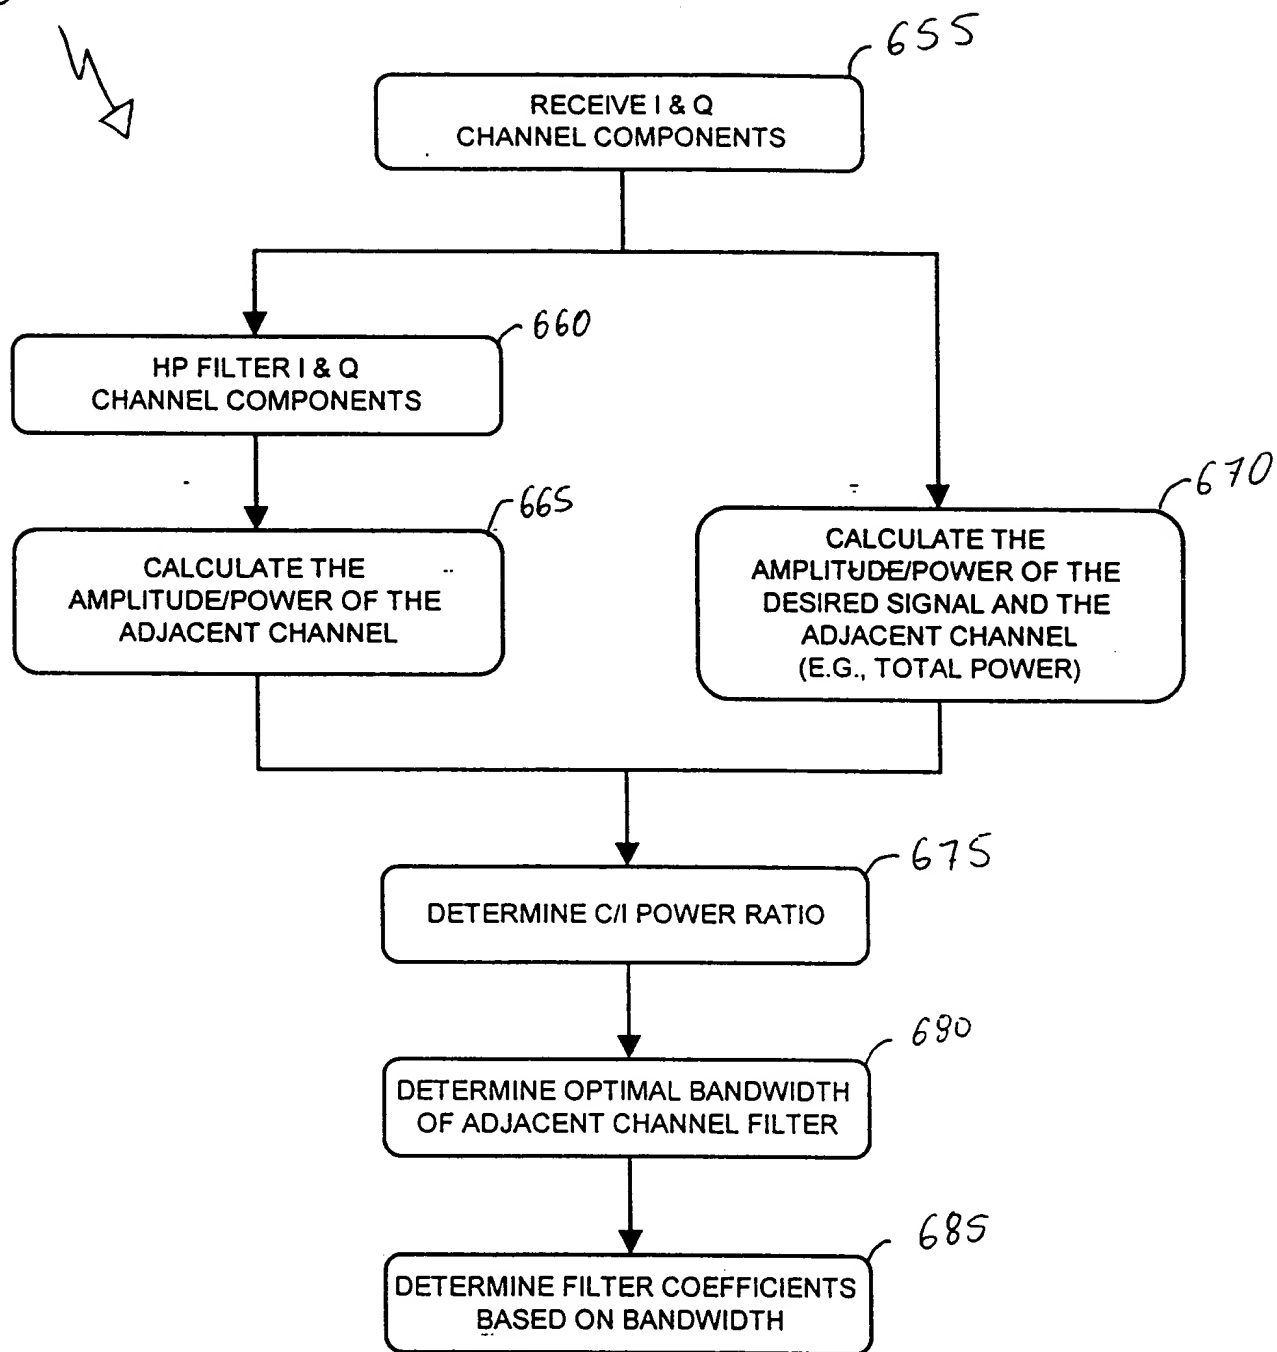 655
RECEIVE I & Q
CHANNEL COMPONENTS
660
HP FILTER I & Q
CHANNEL COMPONENTS
665
CALCULATE THE
AMPLITUDE/POWER OF THE
ADJACENT CHANNEL
670
CALCULATE THE
AMPLITUDE/POWER OF THE
DESIRED SIGNAL AND THE
ADJACENT CHANNEL
(E.G., TOTAL POWER)
675
DETERMINE C/I POWER RATIO
680
DETERMINE OPTIMAL BANDWIDTH
OF ADJACENT CHANNEL FILTER
685
DETERMINE FILTER COEFFICIENTS
BASED ON BANDWIDTH